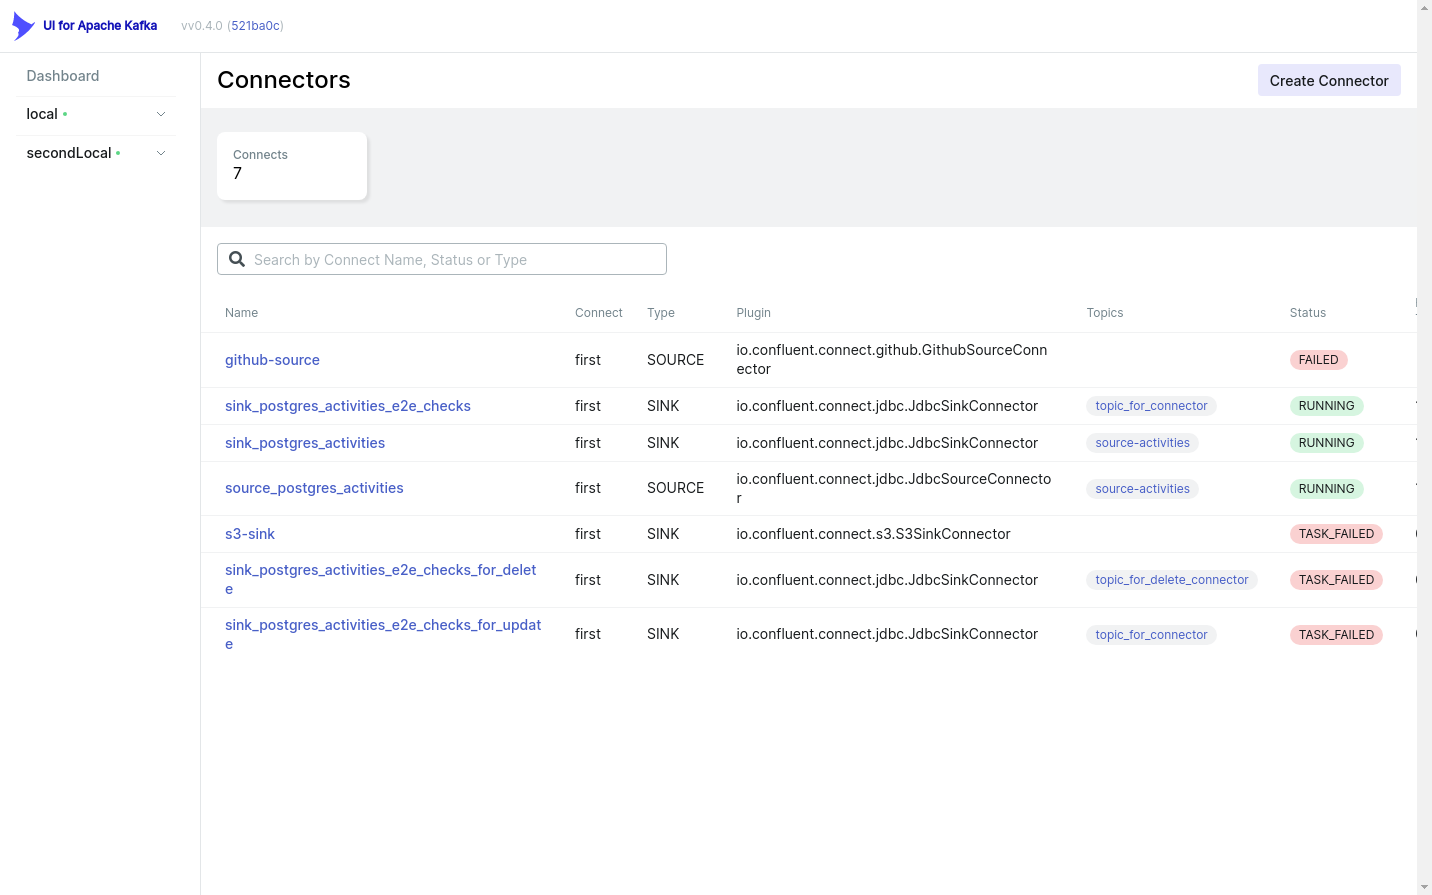 UI for Apache Kafka vv0.4.0 (521ba0c)
Dashboard
local
secondLocal
Connectors
Create Connector
Connects
7
Search by Connect Name, Status or Type
Name Connect Type Plugin Topics Status
github-source first SOURCE io.confluent.connect.github.GithubSourceConn
ector FAILED
sink_postgres_activities_e2e_checks first SINK io.confluent.connect.jdbc.JdbcSinkConnector topic_for_connector RUNNING
sink_postgres_activities first SINK io.confluent.connect.jdbc.JdbcSinkConnector source-activities RUNNING
source_postgres_activities first SOURCE io.confluent.connect.jdbc.JdbcSourceConnecto
r source-activities RUNNING
s3-sink first SINK io.confluent.connect.s3.S3SinkConnector TASK_FAILED
sink_postgres_activities_e2e_checks_for_delet
e first SINK io.confluent.connect.jdbc.JdbcSinkConnector topic_for_delete_connector TASK_FAILED
sink_postgres_activities_e2e_checks_for_updat
e first SINK io.confluent.connect.jdbc.JdbcSinkConnector topic_for_connector TASK_FAILED